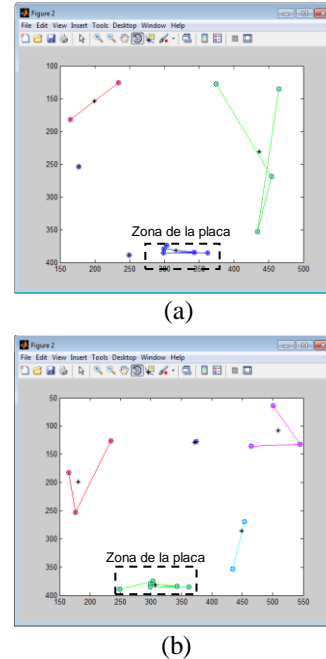 Figure 2
File Edit View Insert Tools Desktop Window Help
100
150
200
250
300
350
400
Zona de la placa
150 200 250 300 350 400 450 500
(a)
Figure 2
File Edit View Insert Tools Desktop Window Help
50
100
150
200
250
300
350
400
Zona de la placa
150 200 250 300 350 400 450 500 550
(b)